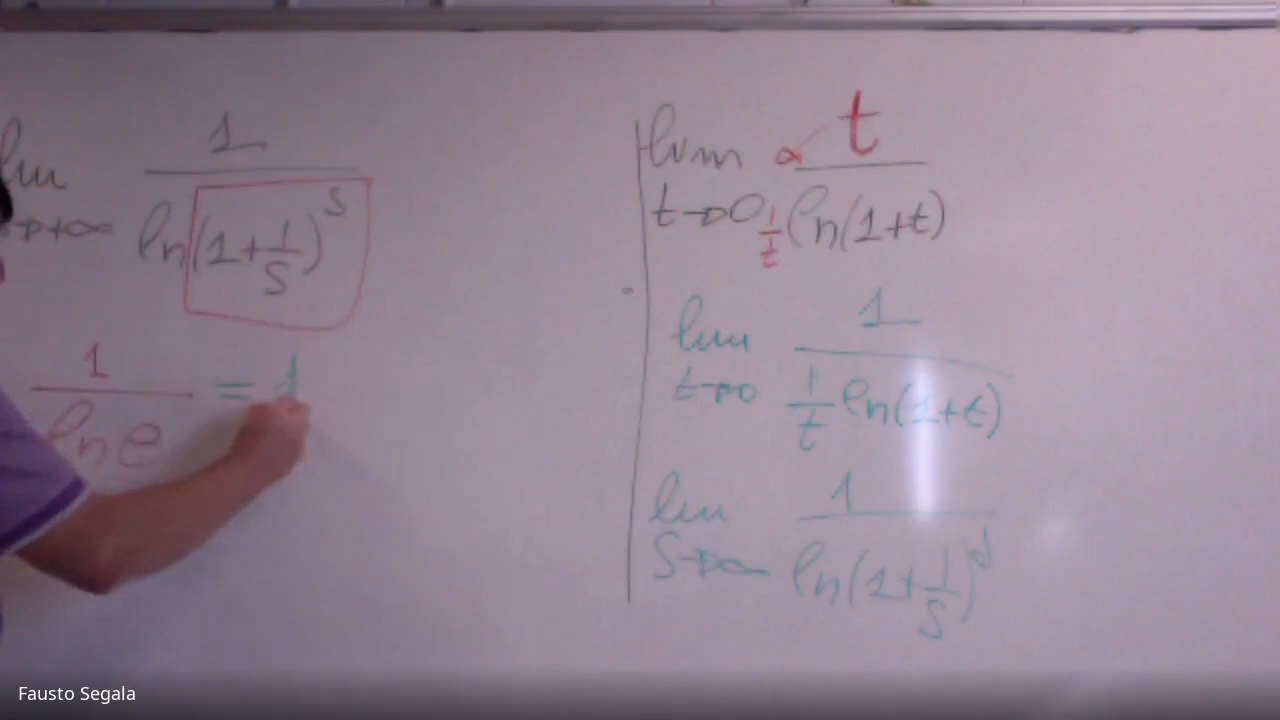 1
lim
→+∞ ln(1+1/s)^s
1
ln e = 1
lim t
t→0 1/t ln(1+t)
lim 1
t→0 1/t ln(1+t)
lim 1
s→∞ ln(1+1/s)^s
Fausto Segala